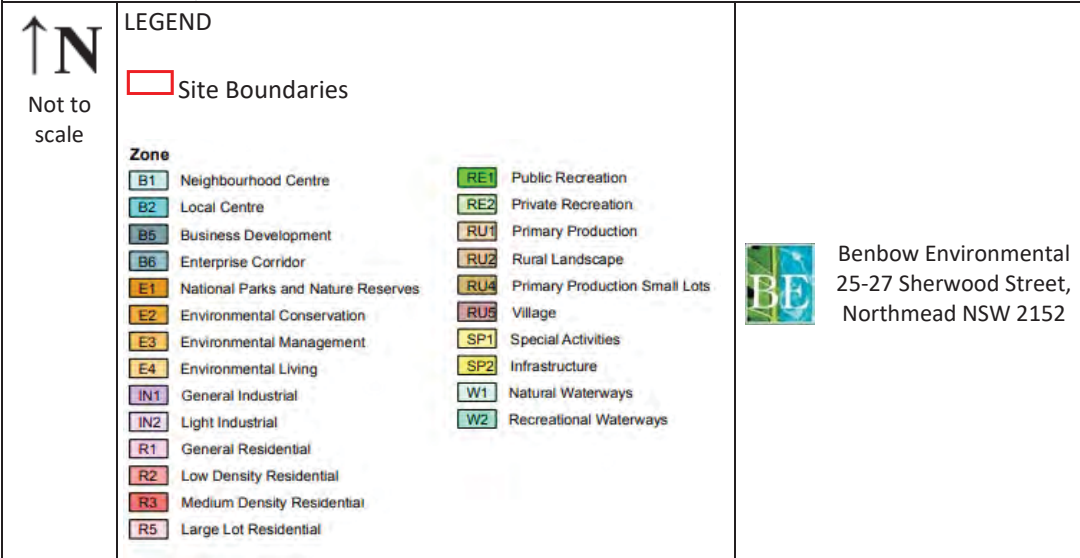 ↑N
Not to
scale
LEGEND
Site Boundaries
Zone
B1 Neighbourhood Centre
B2 Local Centre
B5 Business Development
B6 Enterprise Corridor
E1 National Parks and Nature Reserves
E2 Environmental Conservation
E3 Environmental Management
E4 Environmental Living
IN1 General Industrial
IN2 Light Industrial
R1 General Residential
R2 Low Density Residential
R3 Medium Density Residential
R5 Large Lot Residential
RE1 Public Recreation
RE2 Private Recreation
RU1 Primary Production
RU2 Rural Landscape
RU4 Primary Production Small Lots
RU5 Village
SP1 Special Activities
SP2 Infrastructure
W1 Natural Waterways
W2 Recreational Waterways
BE
Benbow Environmental
25-27 Sherwood Street,
Northmead NSW 2152